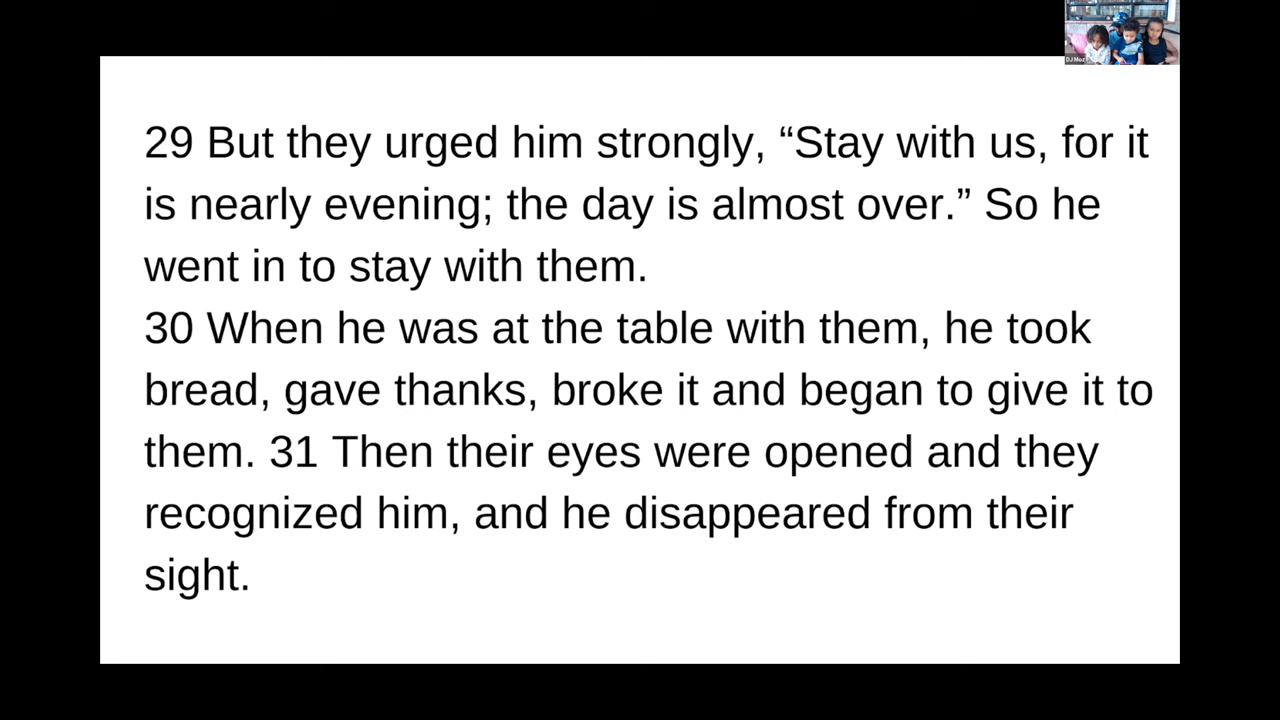 29 But they urged him strongly, “Stay with us, for it
is nearly evening; the day is almost over.” So he
went in to stay with them.
30 When he was at the table with them, he took
bread, gave thanks, broke it and began to give it to
them. 31 Then their eyes were opened and they
recognized him, and he disappeared from their
sight.